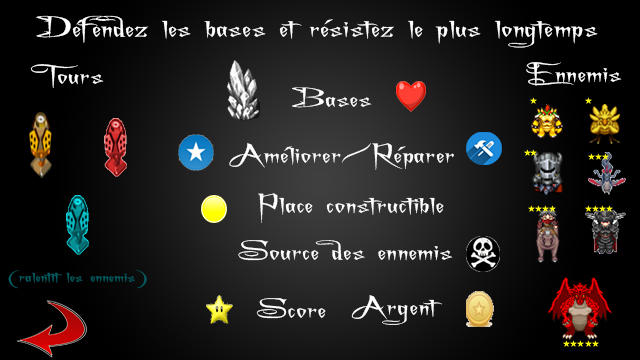 Défendez les bases et résistez le plus longtemps
Tours
Ennemis
Bases
Améliorer/Réparer
Place constructible
Source des ennemis
(ralentit les ennemis)
Score
Argent